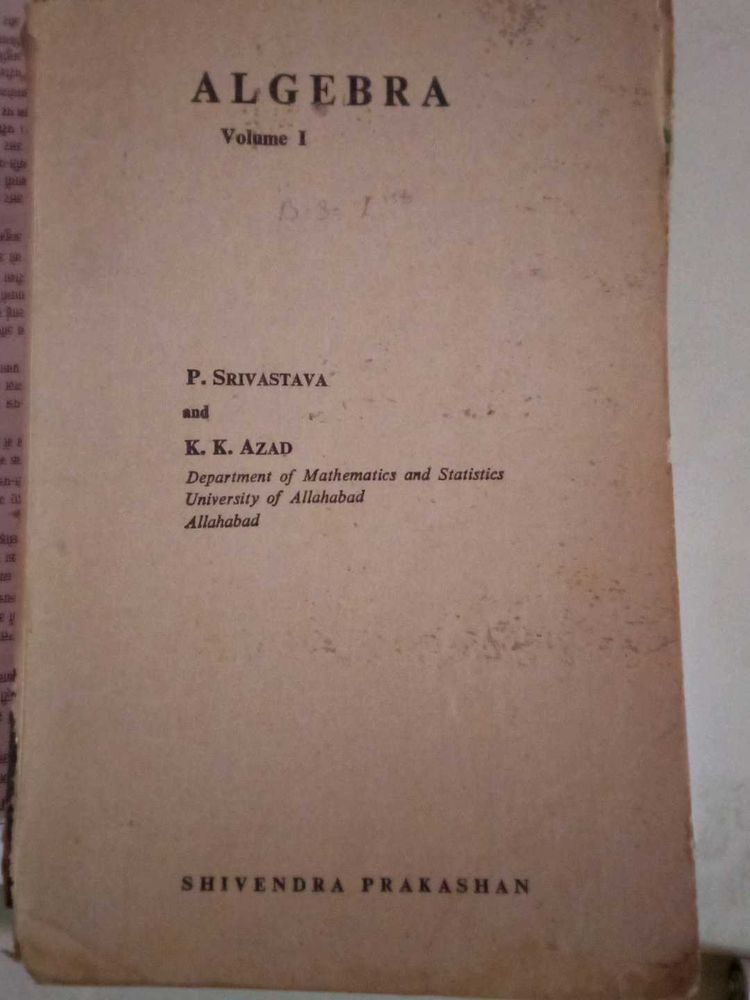 ALGEBRA
Volume I
P. SRIVASTAVA
and
K. K. AZAD
Department of Mathematics and Statistics
University of Allahabad
Allahabad
SHIVENDRA PRAKASHAN